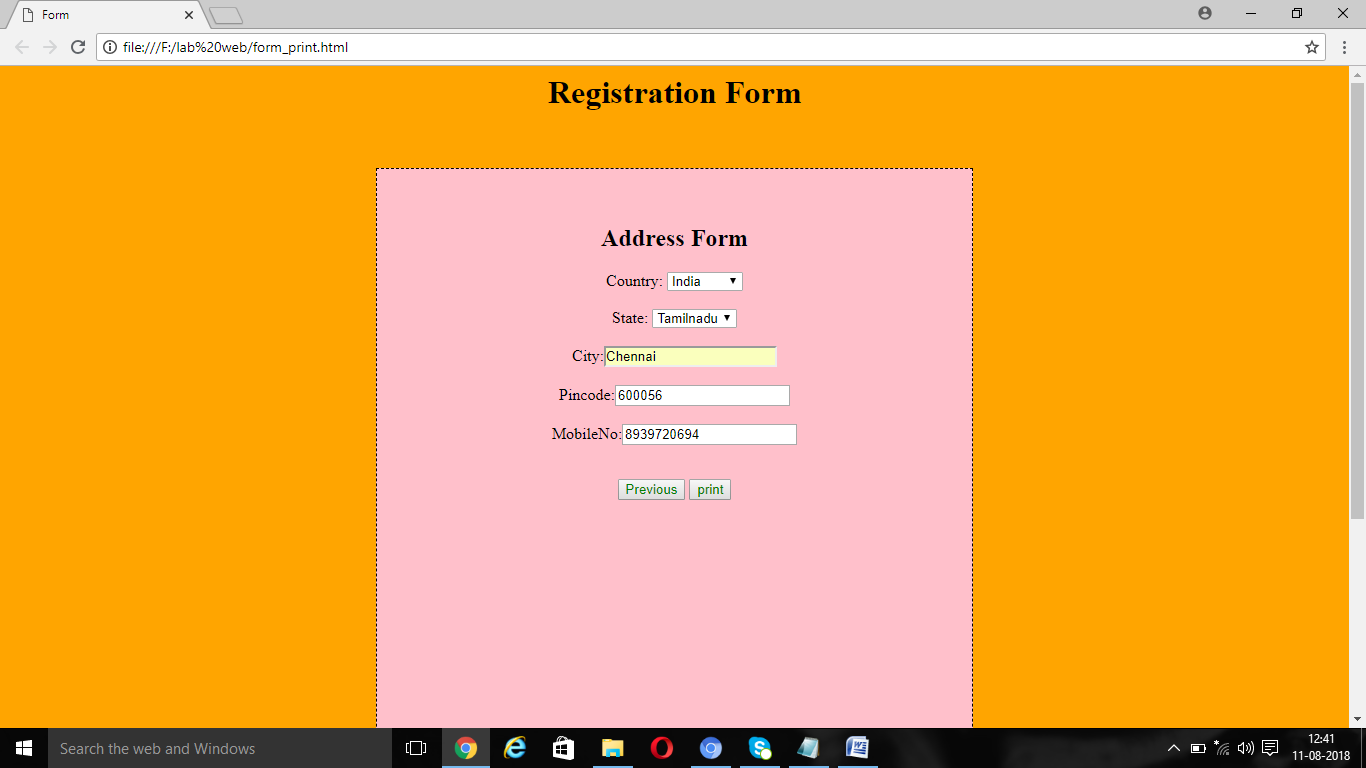 Form
file:///F:/lab%20web/form_print.html
Registration Form
Address Form
Country: India
State: Tamilnadu
City: Chennai
Pincode: 600056
MobileNo: 8939720694
Previous print
Search the web and Windows
12:41
11-08-2018